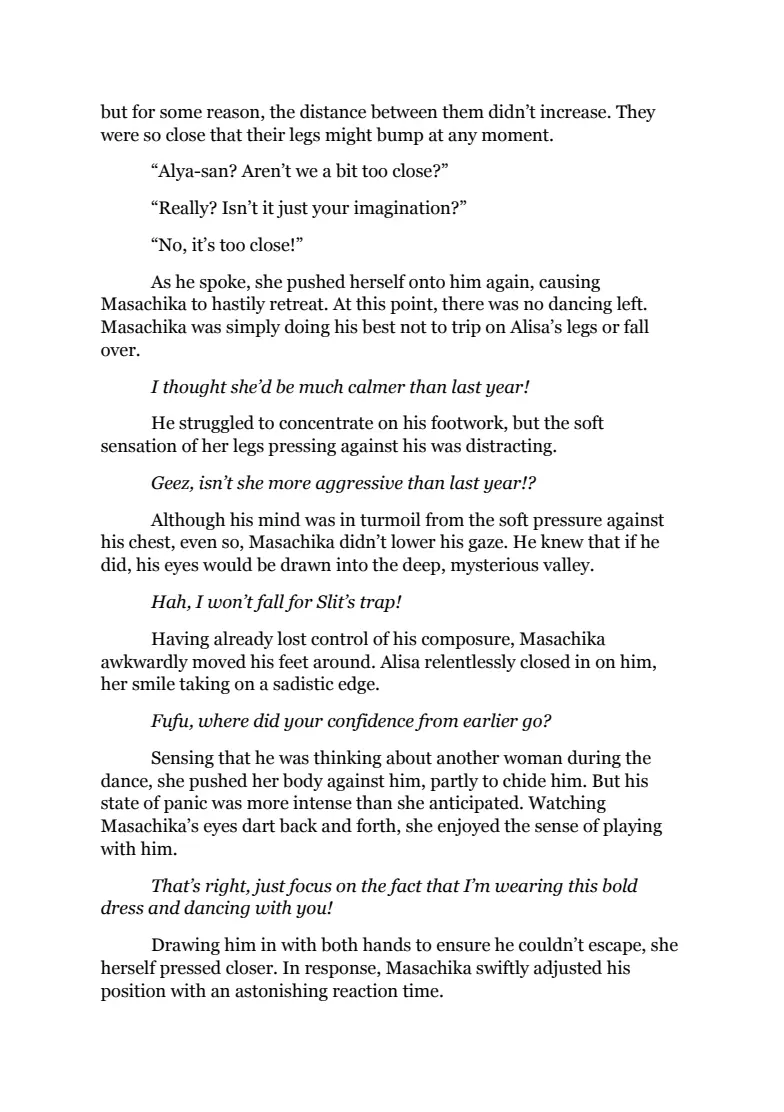 but for some reason, the distance between them didn’t increase. They
were so close that their legs might bump at any moment.
“Alya-san? Aren’t we a bit too close?”
“Really? Isn’t it just your imagination?”
“No, it’s too close!”
As he spoke, she pushed herself onto him again, causing
Masachika to hastily retreat. At this point, there was no dancing left.
Masachika was simply doing his best not to trip on Alisa’s legs or fall
over.
I thought she’d be much calmer than last year!
He struggled to concentrate on his footwork, but the soft
sensation of her legs pressing against his was distracting.
Geez, isn’t she more aggressive than last year!?
Although his mind was in turmoil from the soft pressure against
his chest, even so, Masachika didn’t lower his gaze. He knew that if he
did, his eyes would be drawn into the deep, mysterious valley.
Hah, I won’t fall for Slit’s trap!
Having already lost control of his composure, Masachika
awkwardly moved his feet around. Alisa relentlessly closed in on him,
her smile taking on a sadistic edge.
Fufu, where did your confidence from earlier go?
Sensing that he was thinking about another woman during the
dance, she pushed her body against him, partly to chide him. But his
state of panic was more intense than she anticipated. Watching
Masachika’s eyes dart back and forth, she enjoyed the sense of playing
with him.
That’s right, just focus on the fact that I’m wearing this bold
dress and dancing with you!
Drawing him in with both hands to ensure he couldn’t escape, she
herself pressed closer. In response, Masachika swiftly adjusted his
position with an astonishing reaction time.